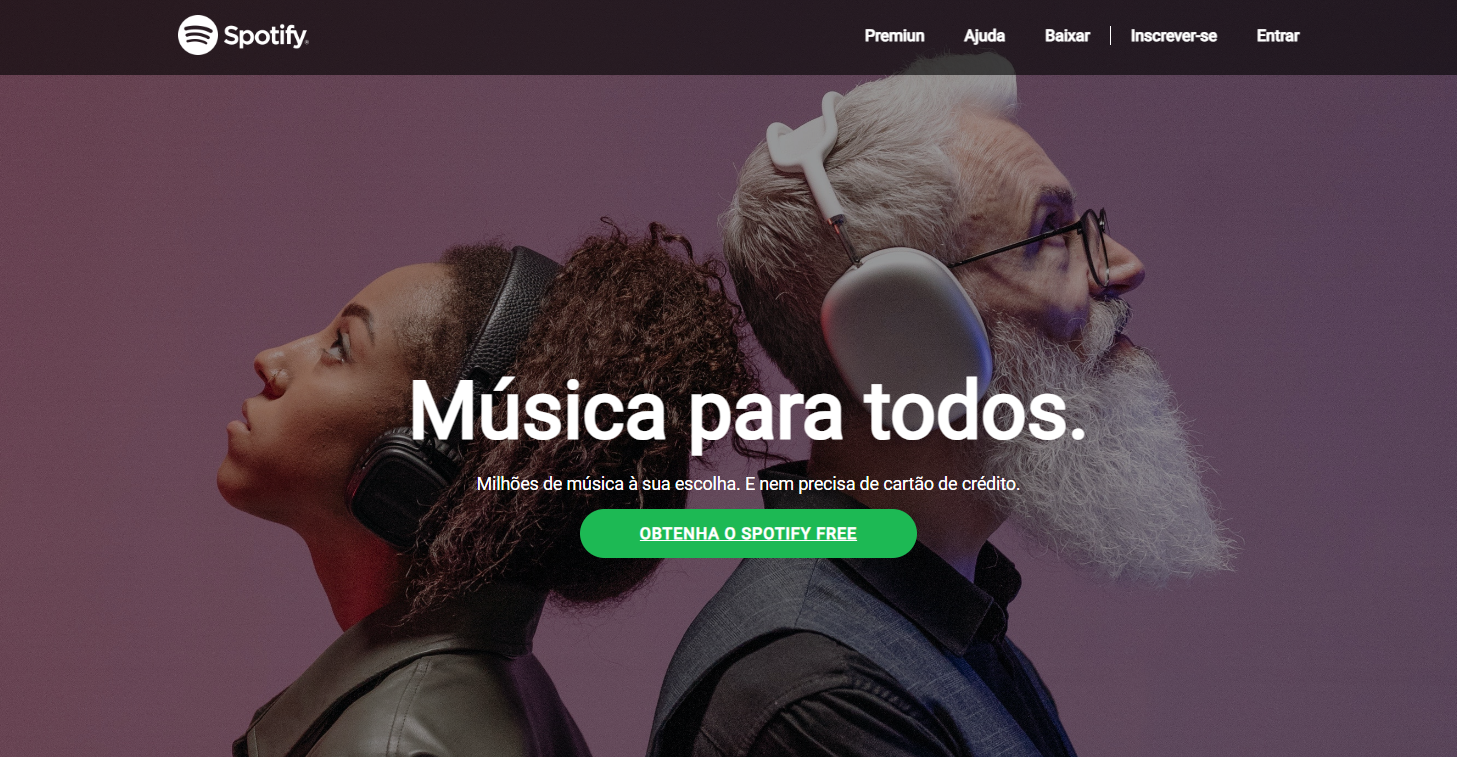 Spotify®
Premiun
Ajuda
Baixar
Inscrever-se
Entrar
Música para todos.
Milhões de música à sua escolha. E nem precisa de cartão de crédito.
OBTENHA O SPOTIFY FREE